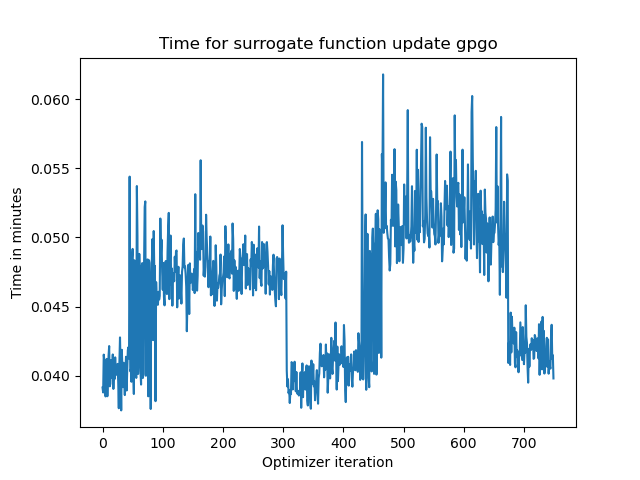 Time for surrogate function update gpgo
0.060
0.055
0.050
0.045
0.040
Time in minutes
0 100 200 300 400 500 600 700
Optimizer iteration